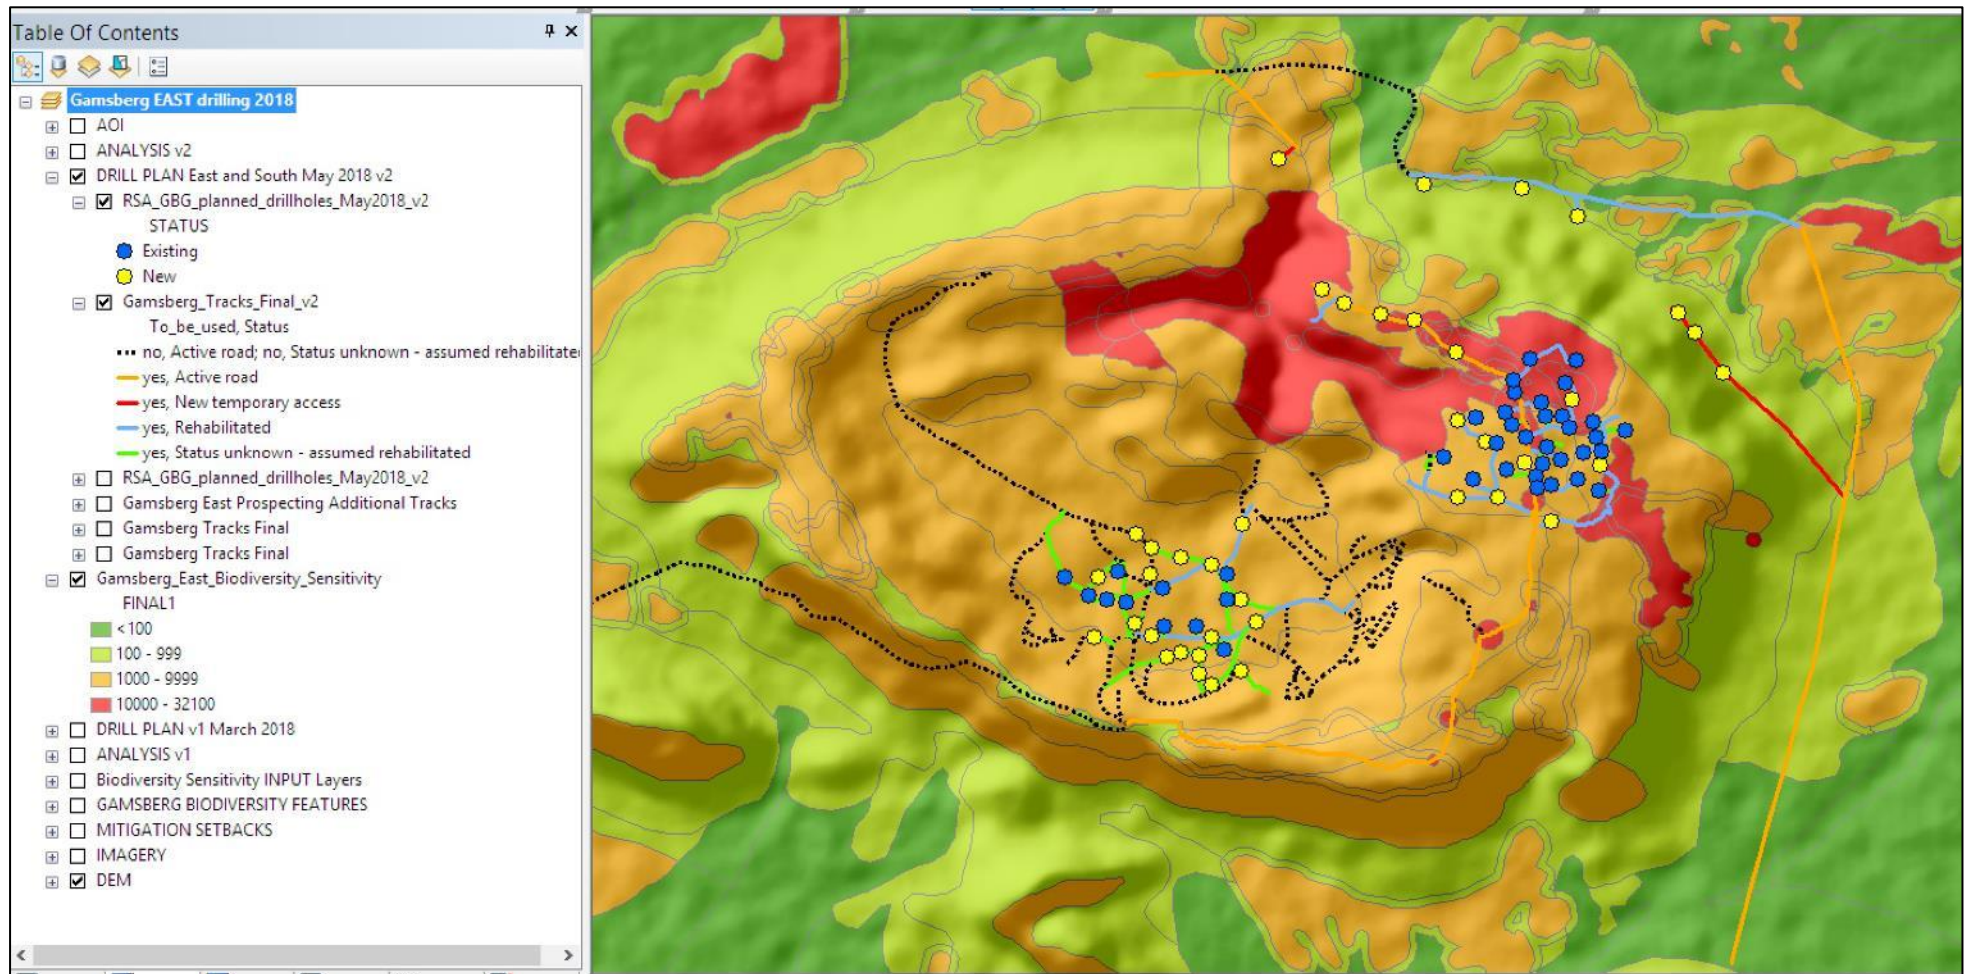 Table Of Contents
Gamsberg EAST drilling 2018
AOI
ANALYSIS v2
DRILL PLAN East and South May 2018 v2
RSA_GBG_planned_drillholes_May2018_v2
STATUS
Existing
New
Gamsberg_Tracks_Final_v2
To_be_used, Status
no, Active road; no, Status unknown - assumed rehabilitate
yes, Active road
yes, New temporary access
yes, Rehabilitated
yes, Status unknown - assumed rehabilitated
RSA_GBG_planned_drillholes_May2018_v2
Gamsberg East Prospecting Additional Tracks
Gamsberg Tracks Final
Gamsberg Tracks Final
Gamsberg_East_Biodiversity_Sensitivity
FINAL1
<100
100 - 999
1000 - 9999
10000 - 32100
DRILL PLAN v1 March 2018
ANALYSIS v1
Biodiversity Sensitivity INPUT Layers
GAMSBERG BIODIVERSITY FEATURES
MITIGATION SETBACKS
IMAGERY
DEM